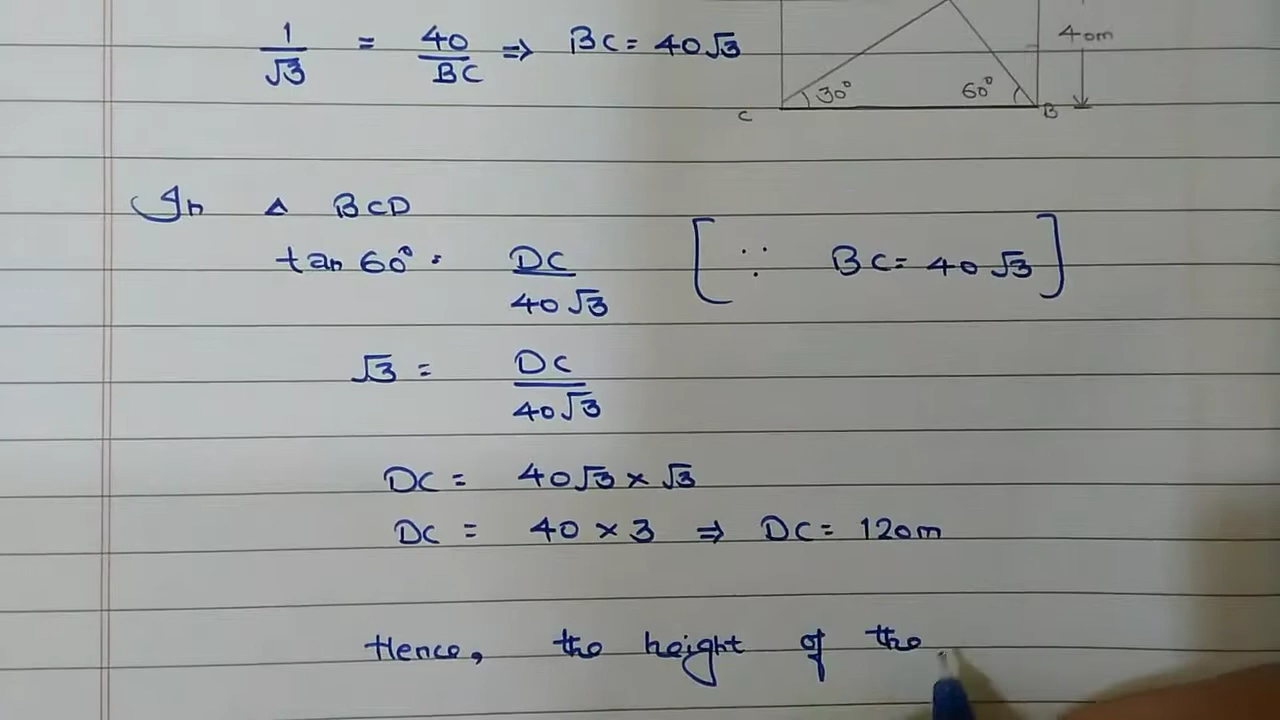 1/√3 = 40/BC ⇒ BC = 40√3
40m
30° 60°
C B
In Δ BCD
tan 60° = DC/40√3 [∵ BC = 40√3]
√3 = DC/40√3
DC = 40√3 × √3
DC = 40 × 3 ⇒ DC = 120m
Hence, the height of the